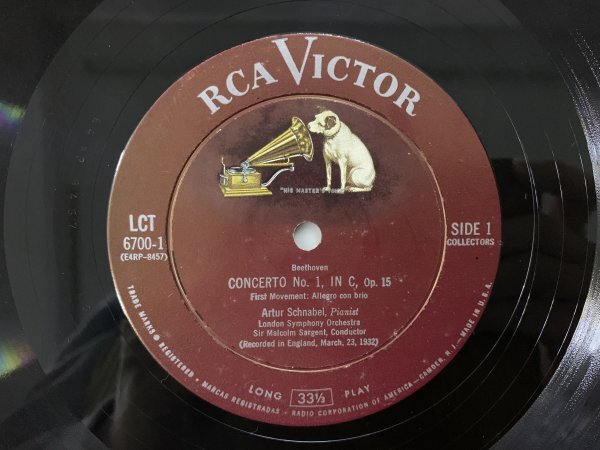 RCA VICTOR
"HIS MASTER'S VOICE"
LCT
6700-1
(E4RP-8457)
SIDE 1
COLLECTORS
Beethoven
CONCERTO No. 1, IN C, Op. 15
First Movement: Allegro con brio
Artur Schnabel, Pianist
London Symphony Orchestra
Sir Malcolm Sargent, Conductor
(Recorded in England, March, 23, 1932)
LONG 33⅓ PLAY
TRADE MARKS ® REGISTERED • MARCAS REGISTRADAS • RADIO CORPORATION OF AMERICA—CAMDEN, N.J.—MADE IN U.S.A.